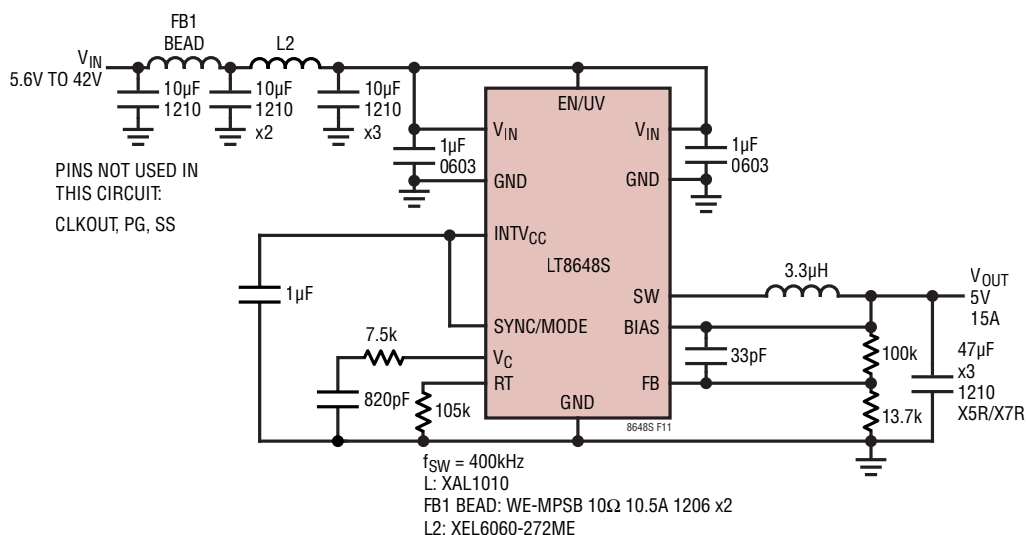 FB1
BEAD
L2
VIN
5.6V TO 42V
10µF
1210
10µF
1210
x2
10µF
1210
x3
EN/UV
VIN
VIN
1µF
0603
1µF
0603
GND
GND
PINS NOT USED IN
THIS CIRCUIT:
CLKOUT, PG, SS
INTVCC
LT8648S
1µF
3.3µH
VOUT
5V
15A
SW
SYNC/MODE
BIAS
7.5k
VC
33pF
100k
47µF
x3
1210
X5R/X7R
RT
FB
820pF
105k
GND
13.7k
8648S F11
fSW = 400kHz
L: XAL1010
FB1 BEAD: WE-MPSB 10Ω 10.5A 1206 x2
L2: XEL6060-272ME